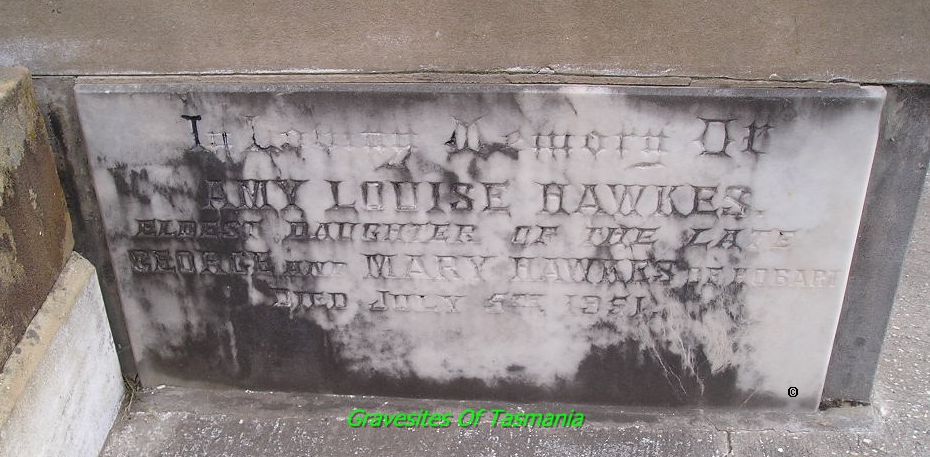 In Loving Memory Of
AMY LOUISE HAWKES.
ELDEST DAUGHTER OF THE LATE
GEORGE AND MARY HAWKES OF HOBART
DIED JULY 5TH 1951.
©
Gravesites Of Tasmania